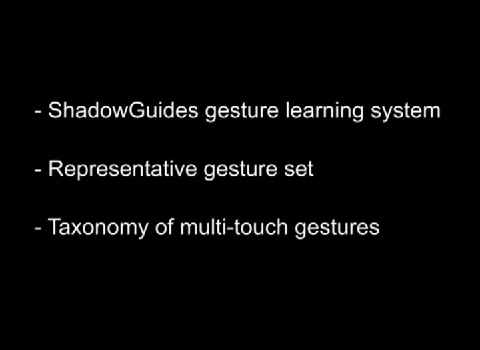 - ShadowGuides gesture learning system
- Representative gesture set
- Taxonomy of multi-touch gestures